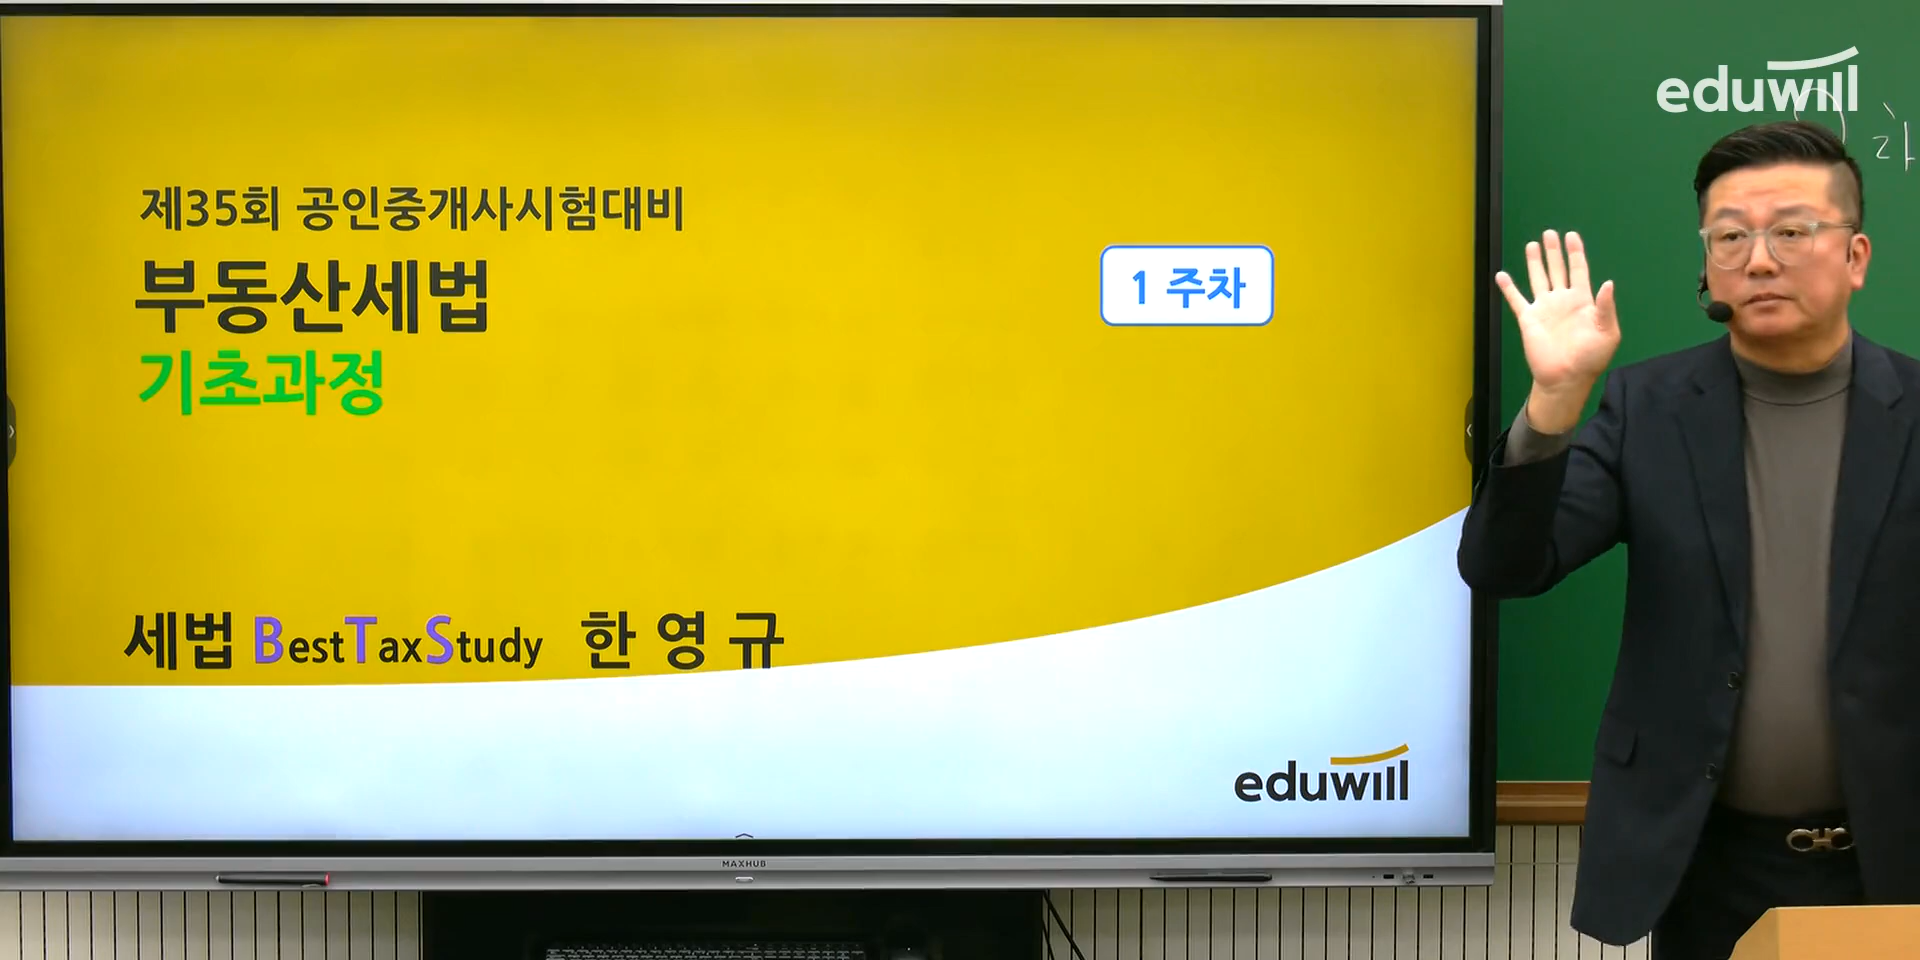 제35회 공인중개사시험대비
부동산세법
기초과정
1 주차
세법 BestTaxStudy 한영규
eduwill
eduwill
MAXHUB